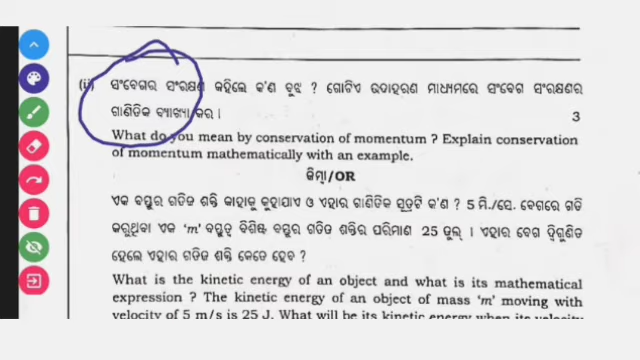 (ii) ସଂବେଗର ସଂରକ୍ଷଣ କହିଲେ କ'ଣ ବୁଝ ? ଗୋଟିଏ ଉଦାହରଣ ମାଧ୍ୟମରେ ସଂବେଗ ସଂରକ୍ଷଣର
ଗାଣିତିକ ବ୍ୟାଖ୍ୟା କର ।
3
What do you mean by conservation of momentum ? Explain conservation
of momentum mathematically with an example.
କିମ୍ବା/OR
ଏକ ବସ୍ତୁର ଗତିଜ ଶକ୍ତି କାହାକୁ କୁହାଯାଏ ଓ ଏହାର ଗାଣିତିକ ସୂତ୍ରଟି କ'ଣ ? 5 ମି./ସେ. ବେଗରେ ଗତି
କରୁଥିବା ଏକ ‘m’ ବସ୍ତୁତ୍ୱ ବିଶିଷ୍ଟ ବସ୍ତୁର ଗତିଜ ଶକ୍ତିର ପରିମାଣ 25 ଜୁଲ୍ । ଏହାର ବେଗ ଦ୍ୱିଗୁଣିତ
ହେଲେ ଏହାର ଗତିଜ ଶକ୍ତି କେତେ ହେବ ?
What is the kinetic energy of an object and what is its mathematical
expression ? The kinetic energy of an object of mass ‘m’ moving with
velocity of 5 m/s is 25 J. What will be its kinetic energy when its velocity